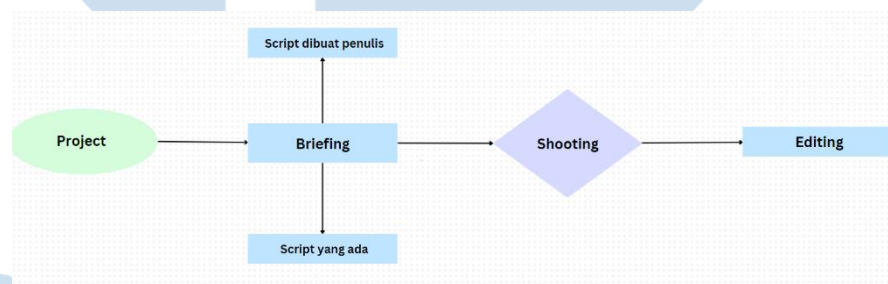 Script dibuat penulis
Project
Briefing
Shooting
Editing
Script yang ada